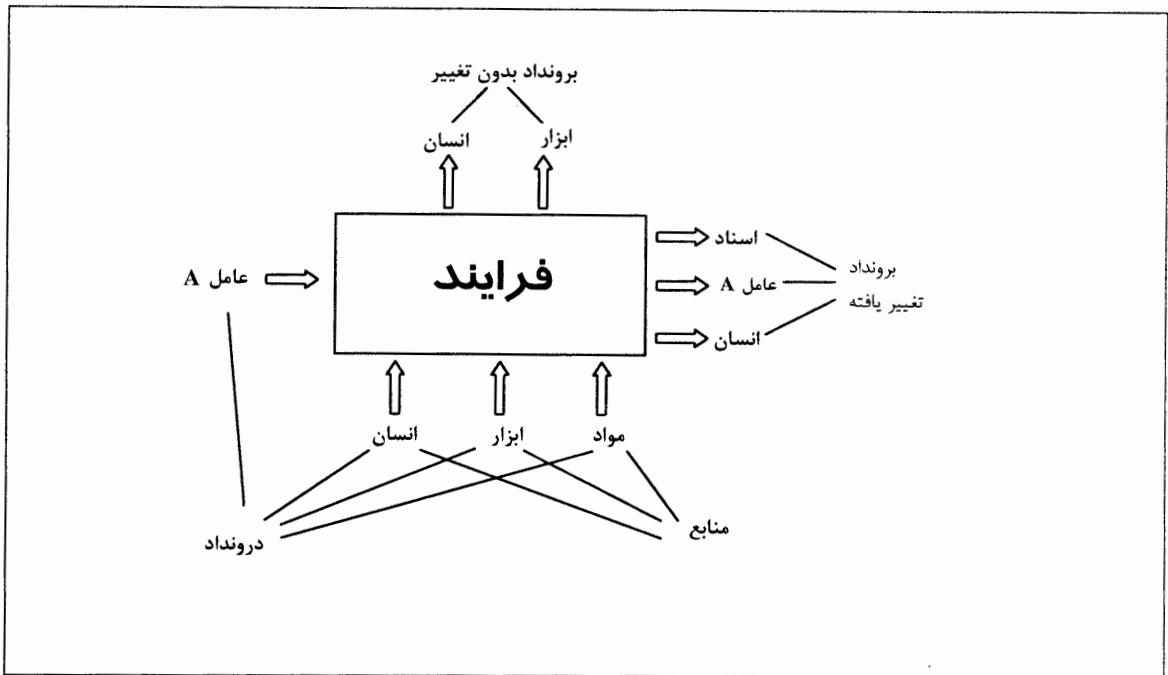 برونداد بدون تغییر
انسان
ابزار
فرایند
عامل A
اسناد
عامل A
انسان
برونداد
تغییر یافته
انسان
ابزار
مواد
درونداد
منابع